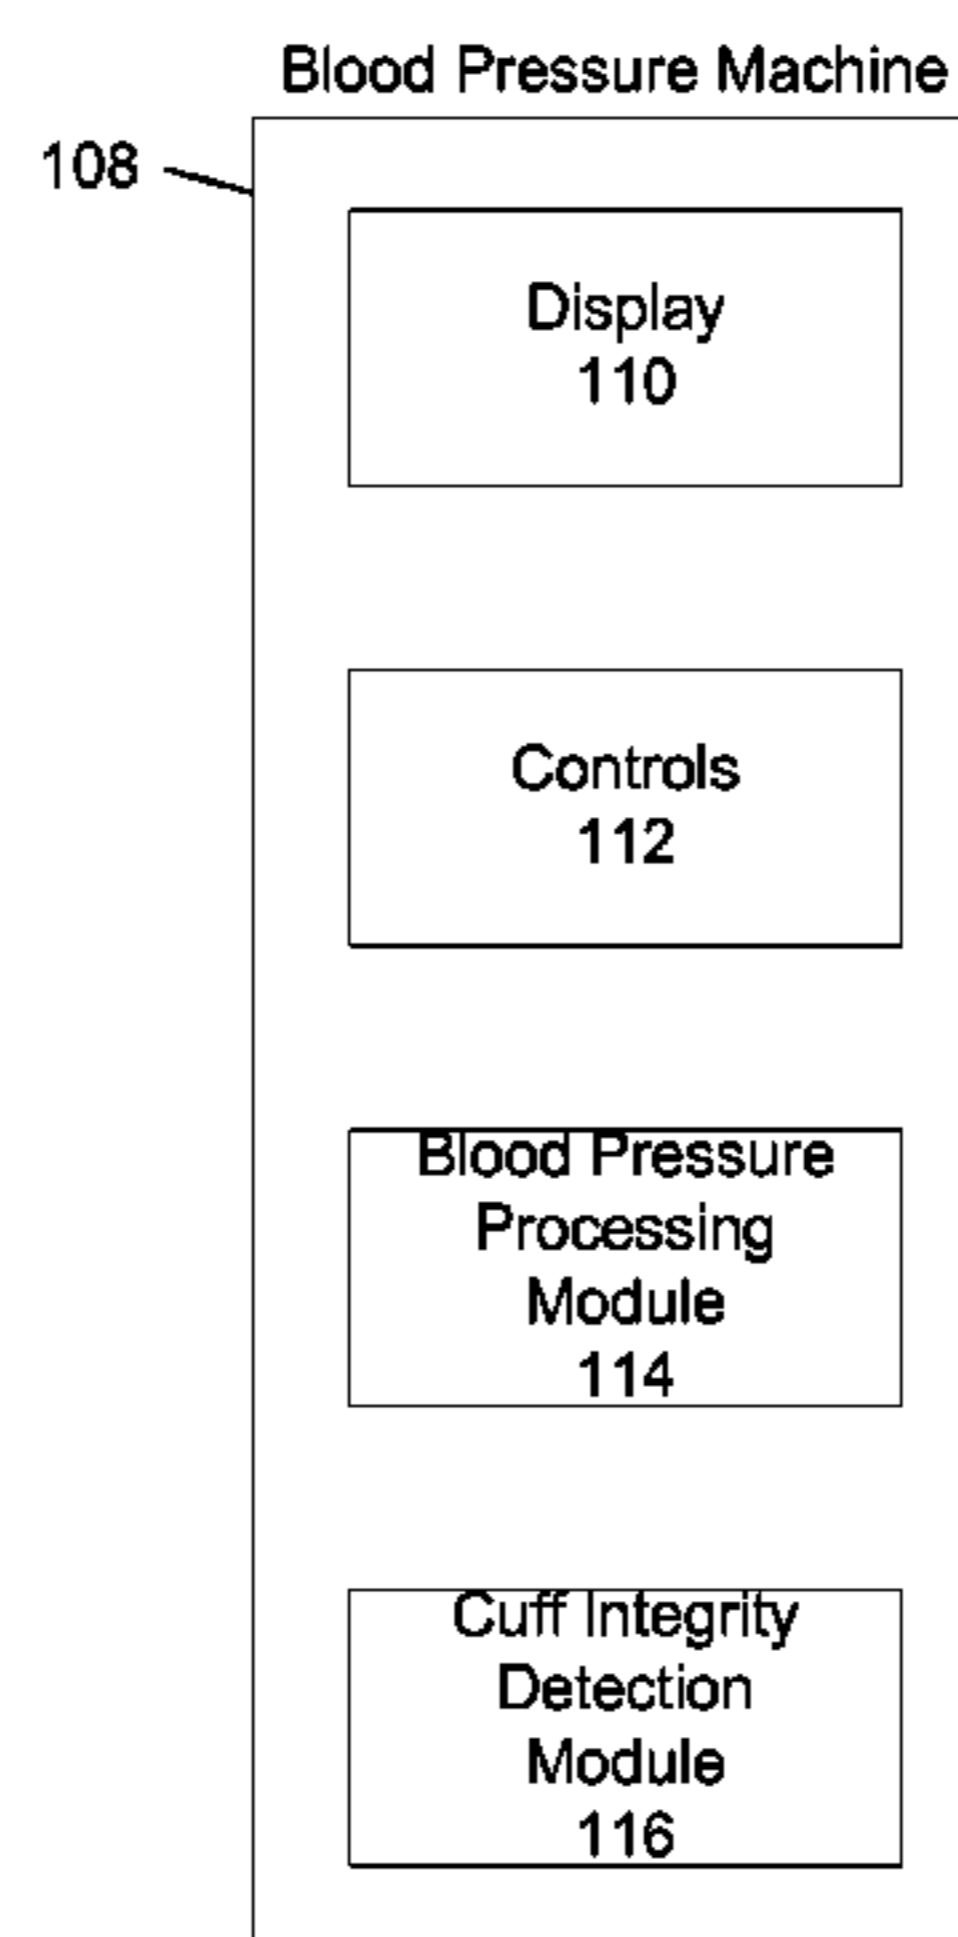 Blood Pressure Machine
108
Display
110
Controls
112
Blood Pressure
Processing
Module
114
Cuff Integrity
Detection
Module
116